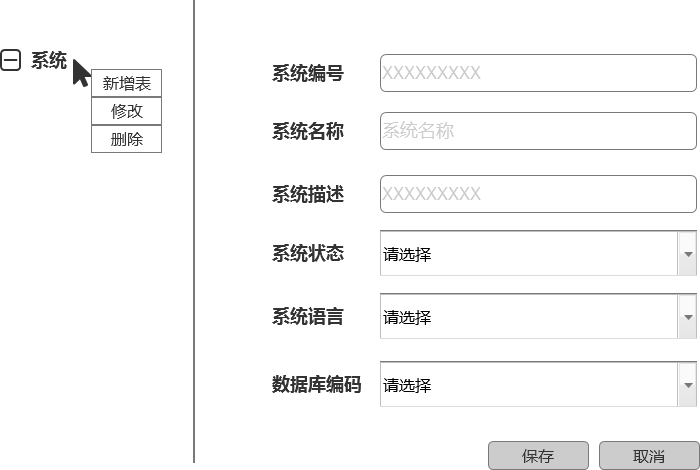 系统
新增表
修改
删除
系统编号 XXXXXXXXX
系统名称 系统名称
系统描述 XXXXXXXXX
系统状态 请选择
系统语言 请选择
数据库编码 请选择
保存 取消